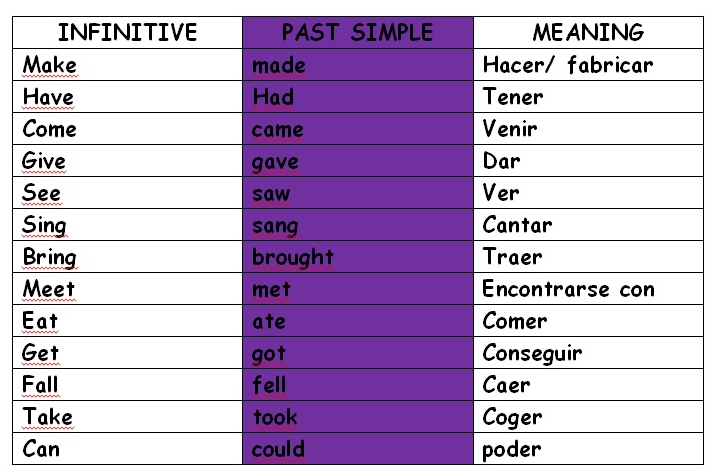 INFINITIVE PAST SIMPLE MEANING
Make made Hacer/ fabricar
Have Had Tener
Come came Venir
Give gave Dar
See saw Ver
Sing sang Cantar
Bring brought Traer
Meet met Encontrarse con
Eat ate Comer
Get got Conseguir
Fall fell Caer
Take took Coger
Can could poder